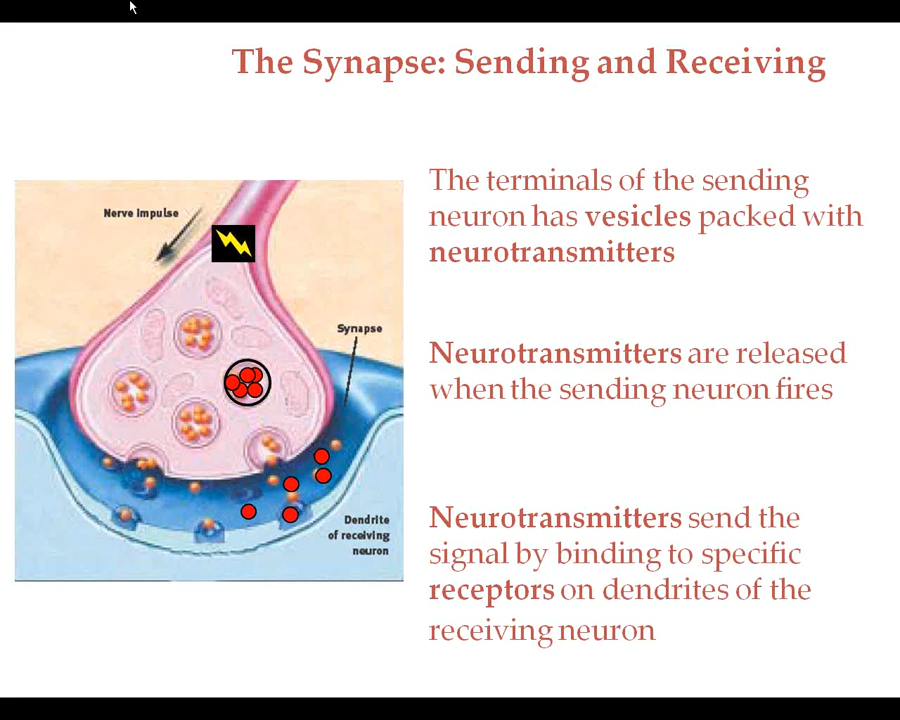 The Synapse: Sending and Receiving
Nerve Impulse
Synapse
Dendrite
of receiving
neuron
The terminals of the sending
neuron has vesicles packed with
neurotransmitters
Neurotransmitters are released
when the sending neuron fires
Neurotransmitters send the
signal by binding to specific
receptors on dendrites of the
receiving neuron